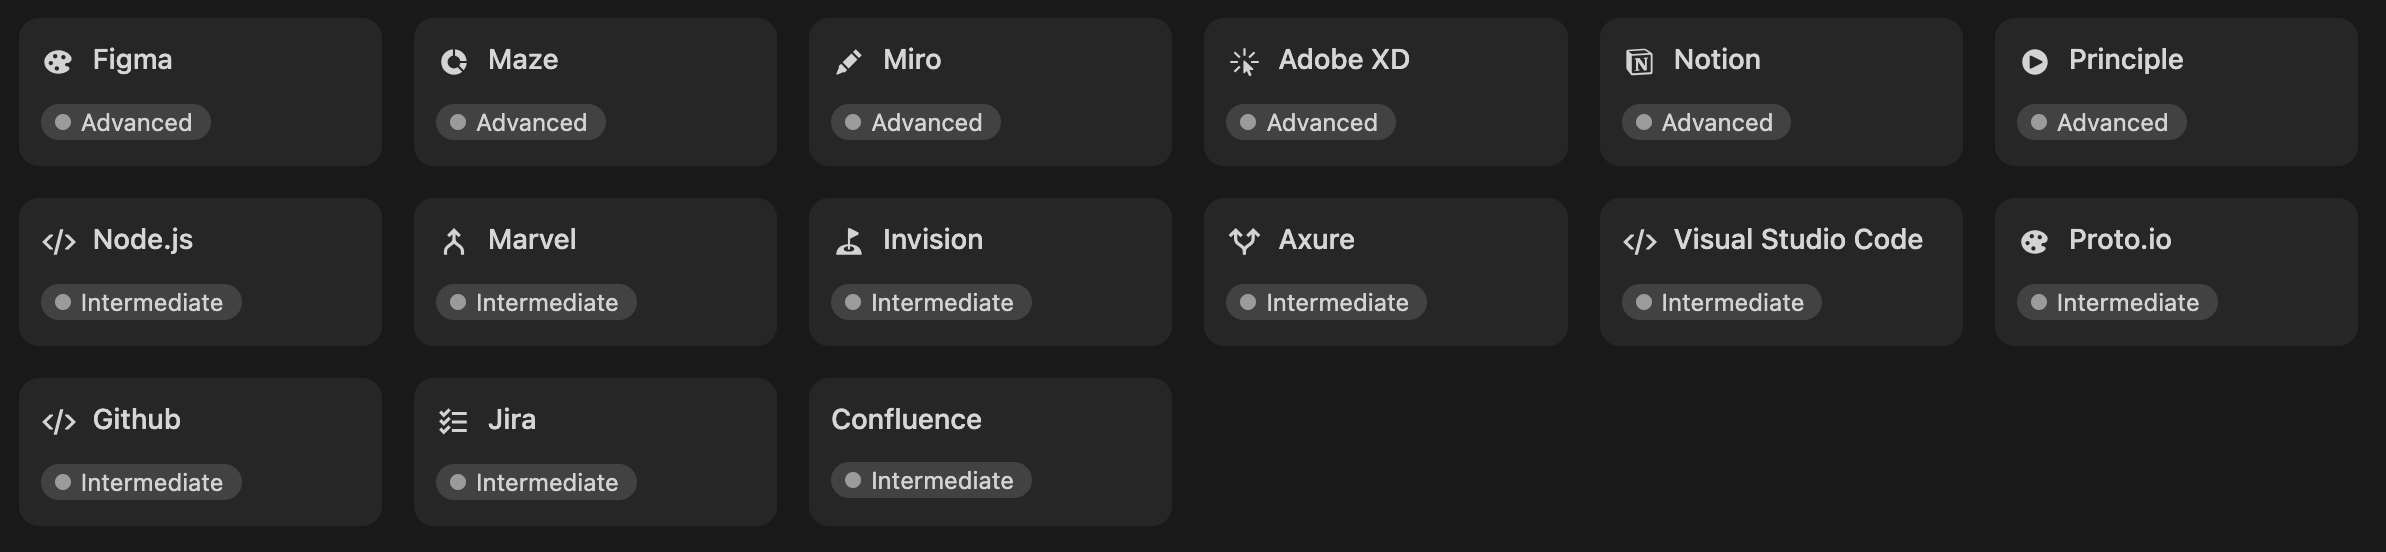 Figma
Advanced
Maze
Advanced
Miro
Advanced
Adobe XD
Advanced
Notion
Advanced
Principle
Advanced
Node.js
Intermediate
Marvel
Intermediate
Invision
Intermediate
Axure
Intermediate
Visual Studio Code
Intermediate
Proto.io
Intermediate
Github
Intermediate
Jira
Intermediate
Confluence
Intermediate